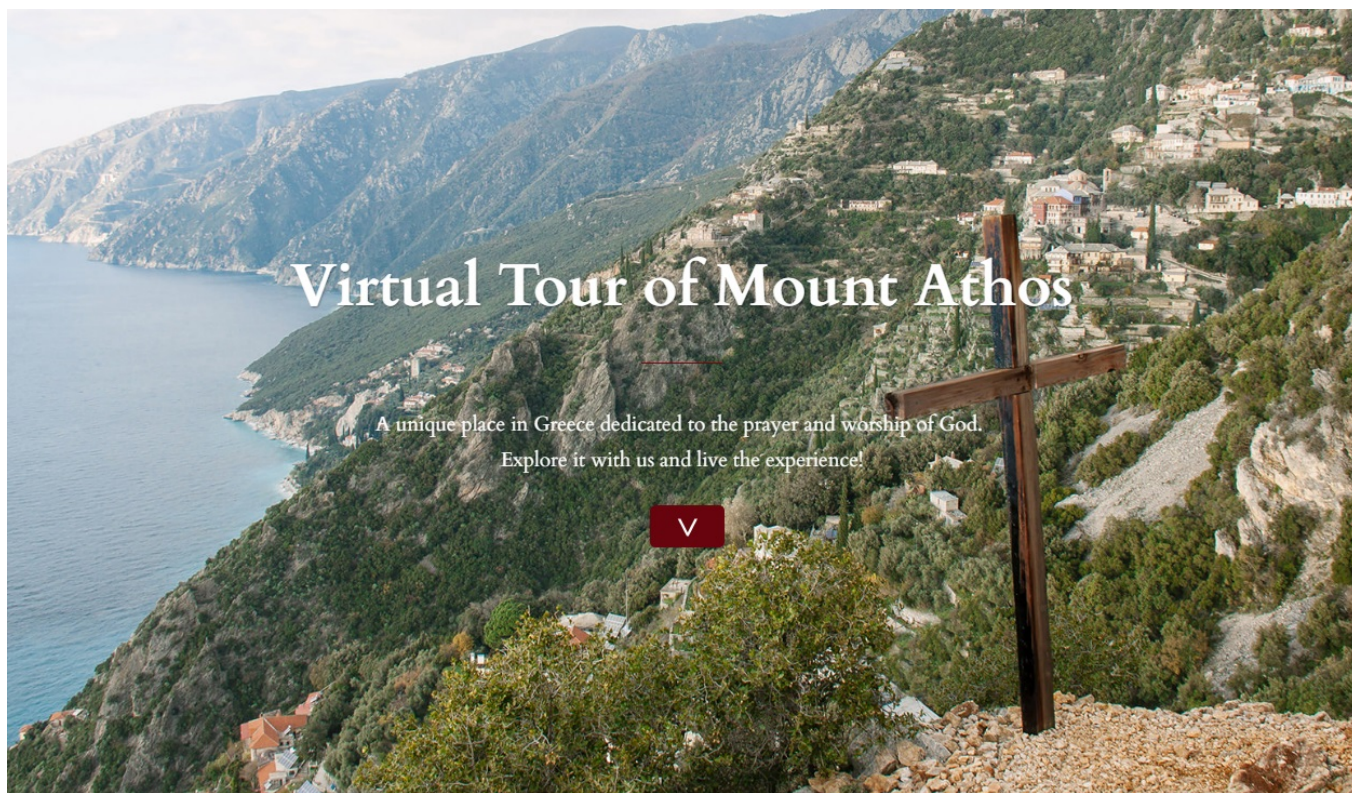 Virtual Tour of Mount Athos
A unique place in Greece dedicated to the prayer and worship of God.
Explore it with us and live the experience!